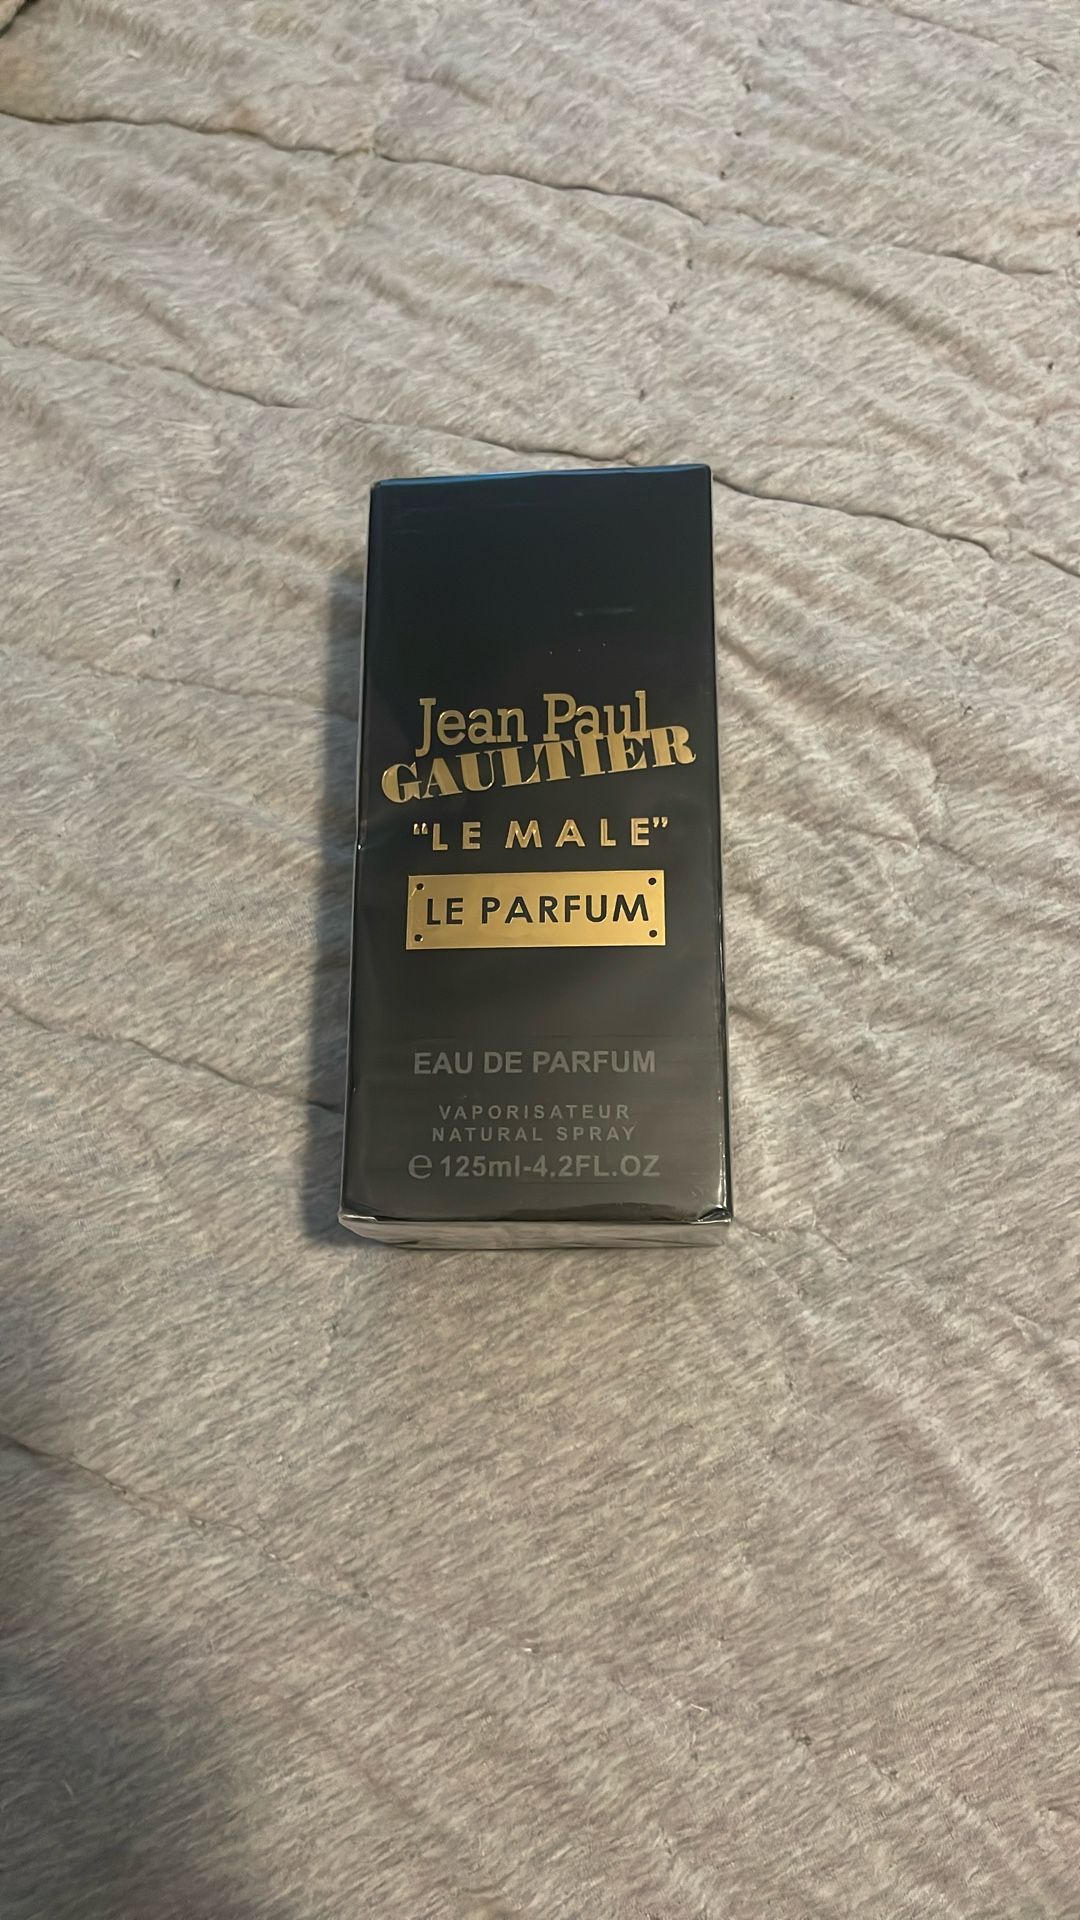 Jean Paul
GAULTIER
"LE MALE"
LE PARFUM
EAU DE PARFUM
VAPORISATEUR
NATURAL SPRAY
℮ 125ml-4.2FL.OZ